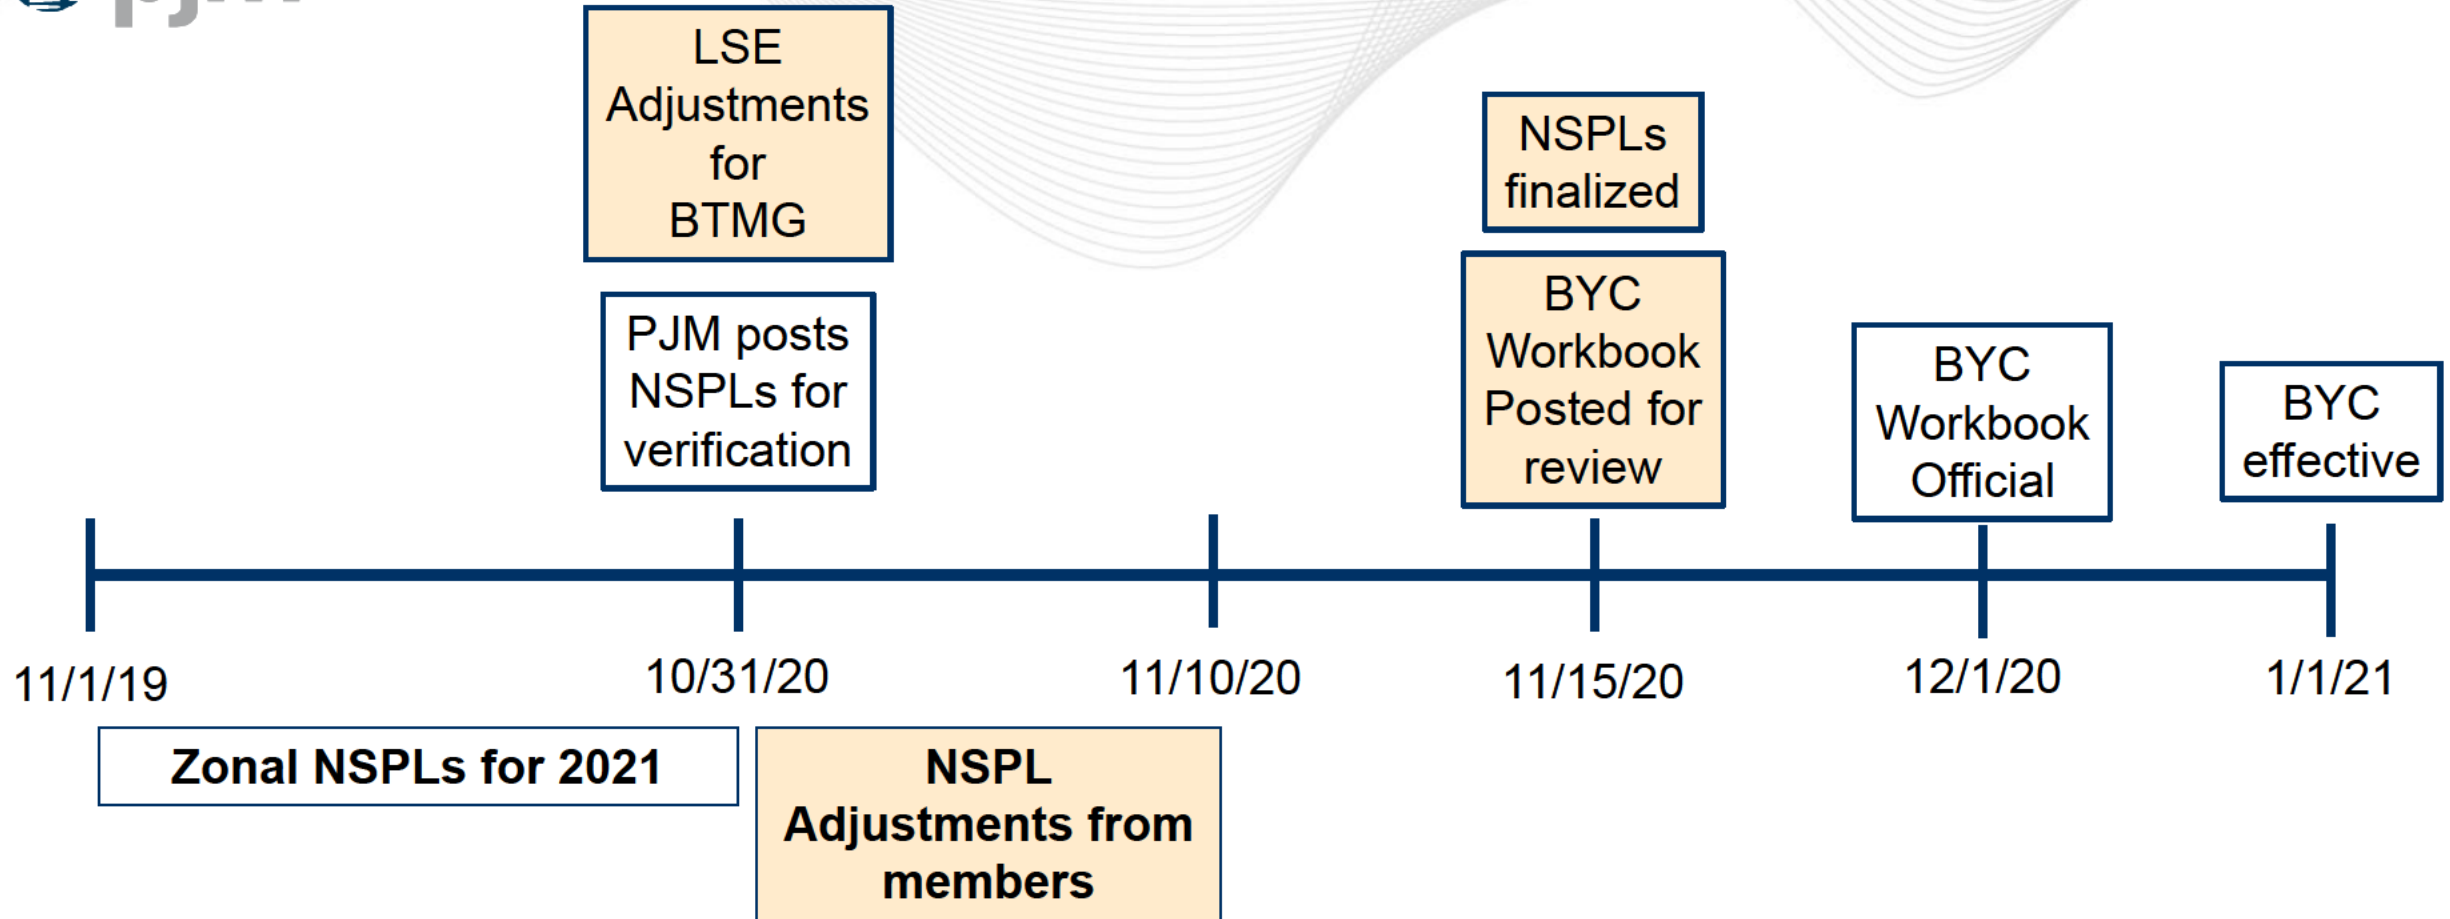 pjm
LSE
Adjustments
for
BTMG
PJM posts
NSPLs for
verification
NSPLs
finalized
BYC
Workbook
Posted for
review
BYC
Workbook
Official
BYC
effective
11/1/19
10/31/20
11/10/20
11/15/20
12/1/20
1/1/21
Zonal NSPLs for 2021
NSPL
Adjustments from
members